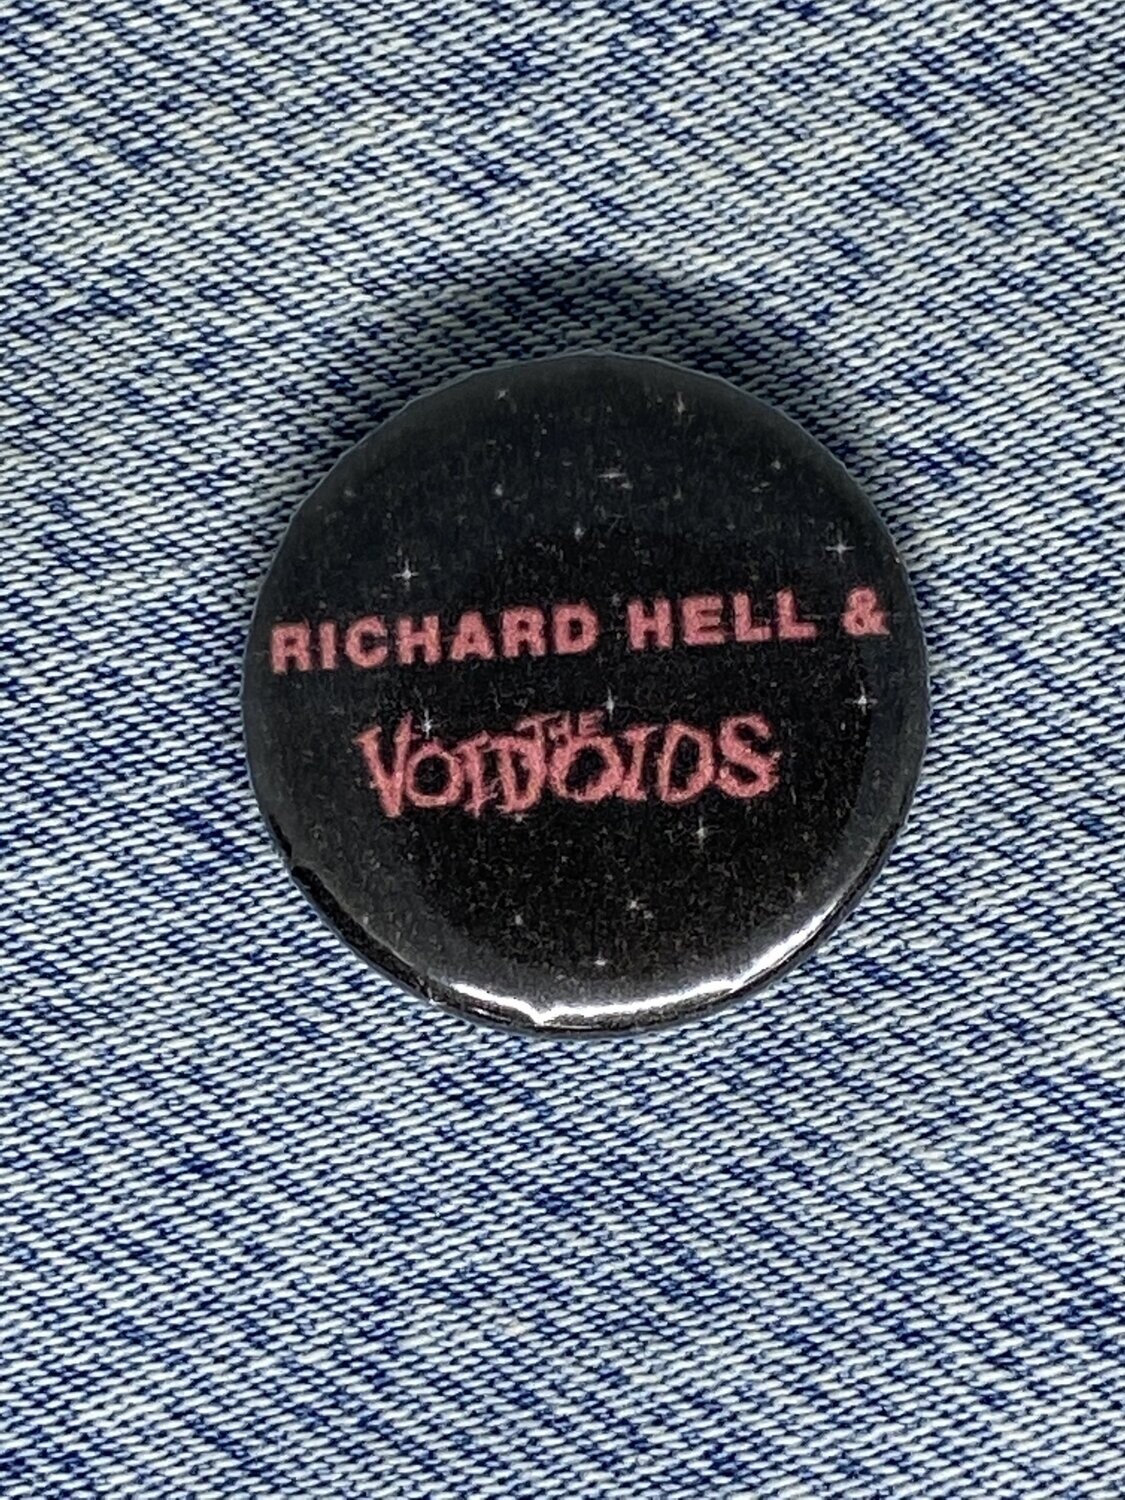 RICHARD HELL &
THE
VOIDOIDS